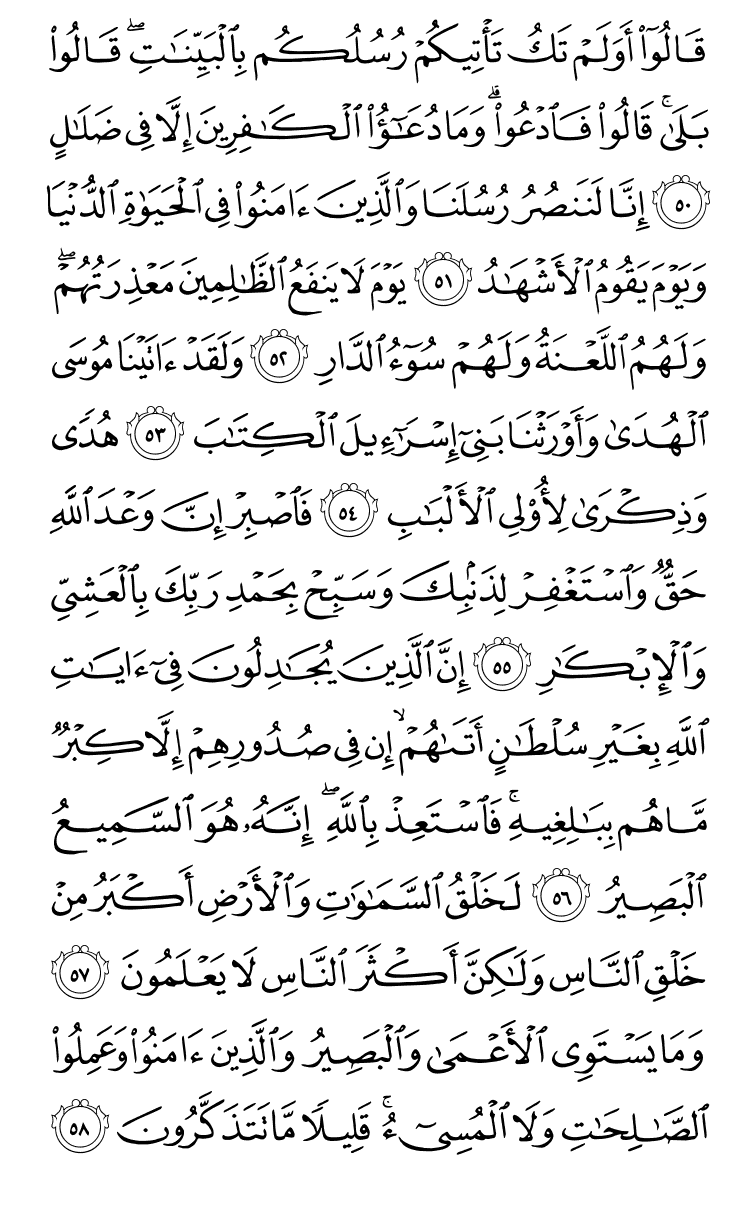 قَالُوٓا۟ أَوَلَمْ تَكُ تَأْتِيكُمْ رُسُلُكُم بِٱلْبَيِّنَـٰتِ ۖ قَالُوا۟
بَلَىٰ ۚ قَالُوا۟ فَٱدْعُوا۟ ۗ وَمَا دُعَـٰٓؤُا۟ ٱلْكَـٰفِرِينَ إِلَّا فِى ضَلَـٰلٍ
٥٠ إِنَّا لَنَنصُرُ رُسُلَنَا وَٱلَّذِينَ ءَامَنُوا۟ فِى ٱلْحَيَوٰةِ ٱلدُّنْيَا
وَيَوْمَ يَقُومُ ٱلْأَشْهَـٰدُ ٥١ يَوْمَ لَا يَنفَعُ ٱلظَّـٰلِمِينَ مَعْذِرَتُهُمْ ۖ
وَلَهُمُ ٱللَّعْنَةُ وَلَهُمْ سُوٓءُ ٱلدَّارِ ٥٢ وَلَقَدْ ءَاتَيْنَا مُوسَى
ٱلْهُدَىٰ وَأَوْرَثْنَا بَنِىٓ إِسْرَٰٓءِيلَ ٱلْكِتَـٰبَ ٥٣ هُدًى
وَذِكْرَىٰ لِأُو۟لِى ٱلْأَلْبَـٰبِ ٥٤ فَٱصْبِرْ إِنَّ وَعْدَ ٱللَّهِ
حَقٌّ وَٱسْتَغْفِرْ لِذَنۢبِكَ وَسَبِّحْ بِحَمْدِ رَبِّكَ بِٱلْعَشِىِّ
وَٱلْإِبْكَـٰرِ ٥٥ إِنَّ ٱلَّذِينَ يُجَـٰدِلُونَ فِىٓ ءَايَـٰتِ
ٱللَّهِ بِغَيْرِ سُلْطَـٰنٍ أَتَىٰهُمْ ۙ إِن فِى صُدُورِهِمْ إِلَّا كِبْرٌ
مَّا هُم بِبَـٰلِغِيهِ ۚ فَٱسْتَعِذْ بِٱللَّهِ ۖ إِنَّهُۥ هُوَ ٱلسَّمِيعُ
ٱلْبَصِيرُ ٥٦ لَخَلْقُ ٱلسَّمَـٰوَٰتِ وَٱلْأَرْضِ أَكْبَرُ مِنْ
خَلْقِ ٱلنَّاسِ وَلَـٰكِنَّ أَكْثَرَ ٱلنَّاسِ لَا يَعْلَمُونَ ٥٧
وَمَا يَسْتَوِى ٱلْأَعْمَىٰ وَٱلْبَصِيرُ وَٱلَّذِينَ ءَامَنُوا۟ وَعَمِلُوا۟
ٱلصَّـٰلِحَـٰتِ وَلَا ٱلْمُسِىٓءُ ۚ قَلِيلًا مَّا تَتَذَكَّرُونَ ٥٨